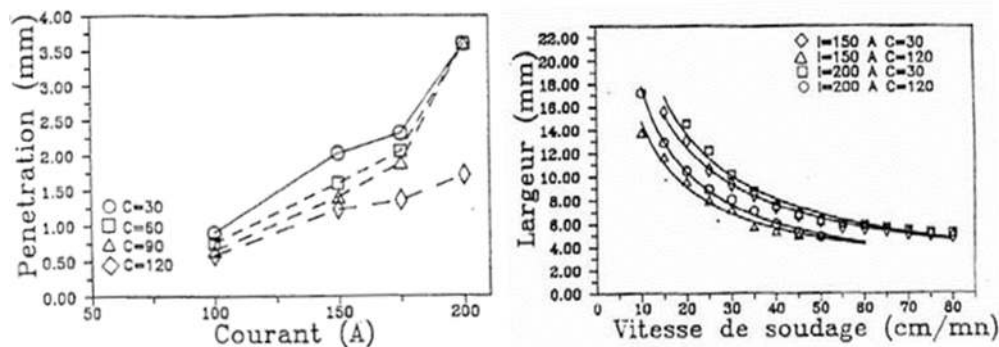 4.00
3.50
3.00
2.50
2.00
1.50
1.00
0.50
0.00
Penetration (mm)
C=30
C=60
C=90
C=120
50
100
150
200
Courant (A)
22.00
20.00
18.00
16.00
14.00
12.00
10.00
8.00
6.00
4.00
2.00
0.00
Largeur (mm)
I=150 A C=30
I=150 A C=120
I=200 A C=30
I=200 A C=120
0
10
20
30
40
50
60
70
80
Vitesse de soudage (cm/mn)